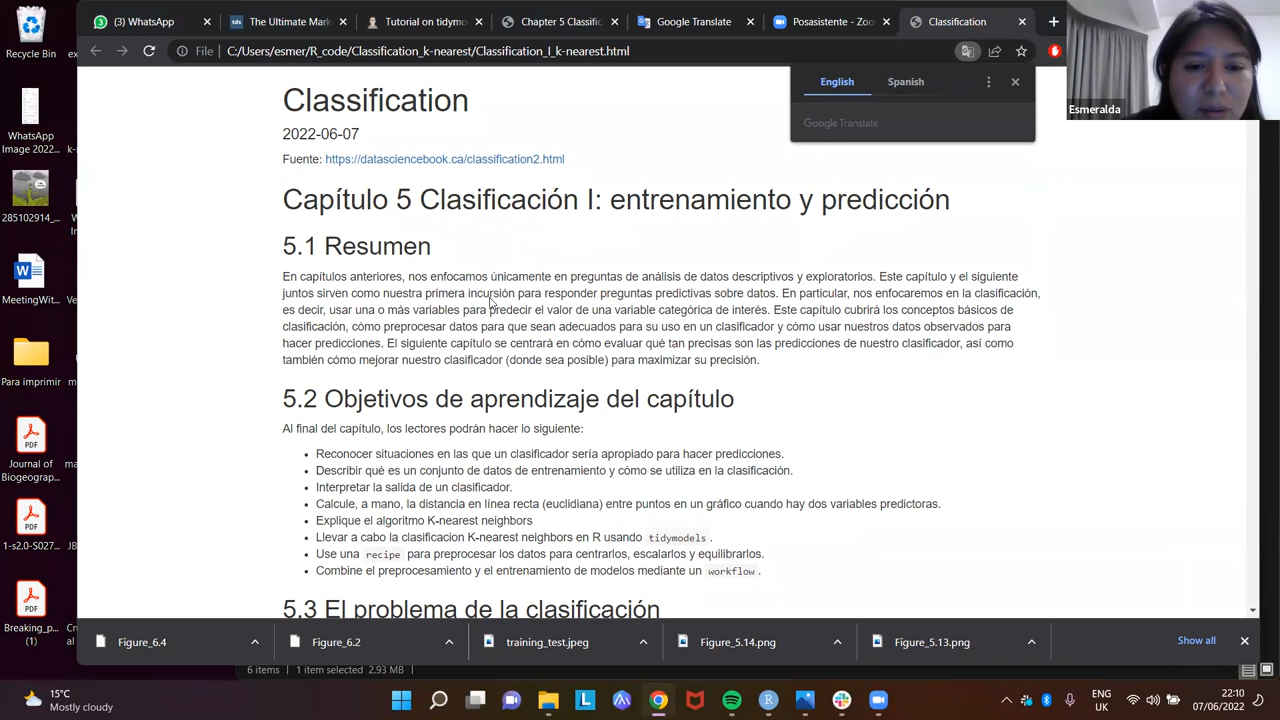 (3) WhatsApp
The Ultimate Mark
Tutorial on tidymo
Chapter 5 Classific
Google Translate
Posasistente - Zoo
Classification
File
C:/Users/esmer/R_code/Classification_k-nearest/Classification_I_k-nearest.html
English
Spanish
Google Translate
Esmeralda
Recycle Bin
WhatsApp
Image 2022...
285102914_...
MeetingWit...
Para imprimir
PDF
Journal of
Biogeograp...
PDF
1-s2.0-S027...
PDF
Breaking_p...
(1)
Classification
2022-06-07
Fuente: https://datasciencebook.ca/classification2.html
Capítulo 5 Clasificación I: entrenamiento y predicción
5.1 Resumen
En capítulos anteriores, nos enfocamos únicamente en preguntas de análisis de datos descriptivos y exploratorios. Este capítulo y el siguiente
juntos sirven como nuestra primera incursión para responder preguntas predictivas sobre datos. En particular, nos enfocaremos en la clasificación,
es decir, usar una o más variables para predecir el valor de una variable categórica de interés. Este capítulo cubrirá los conceptos básicos de
clasificación, cómo preprocesar datos para que sean adecuados para su uso en un clasificador y cómo usar nuestros datos observados para
hacer predicciones. El siguiente capítulo se centrará en cómo evaluar qué tan precisas son las predicciones de nuestro clasificador, así como
también cómo mejorar nuestro clasificador (donde sea posible) para maximizar su precisión.
5.2 Objetivos de aprendizaje del capítulo
Al final del capítulo, los lectores podrán hacer lo siguiente:
• Reconocer situaciones en las que un clasificador sería apropiado para hacer predicciones.
• Describir qué es un conjunto de datos de entrenamiento y cómo se utiliza en la clasificación.
• Interpretar la salida de un clasificador.
• Calcule, a mano, la distancia en línea recta (euclidiana) entre puntos en un gráfico cuando hay dos variables predictoras.
• Explique el algoritmo K-nearest neighbors
• Llevar a cabo la clasificacion K-nearest neighbors en R usando tidymodels.
• Use una recipe para preprocesar los datos para centrarlos, escalarlos y equilibrarlos.
• Combine el preprocesamiento y el entrenamiento de modelos mediante un workflow.
5.3 El problema de la clasificación
Figure_6.4
Figure_6.2
training_test.jpeg
Figure_5.14.png
Figure_5.13.png
Show all
6 items
1 item selected 2.93 MB
15°C
Mostly cloudy
ENG
UK
22:10
07/06/2022